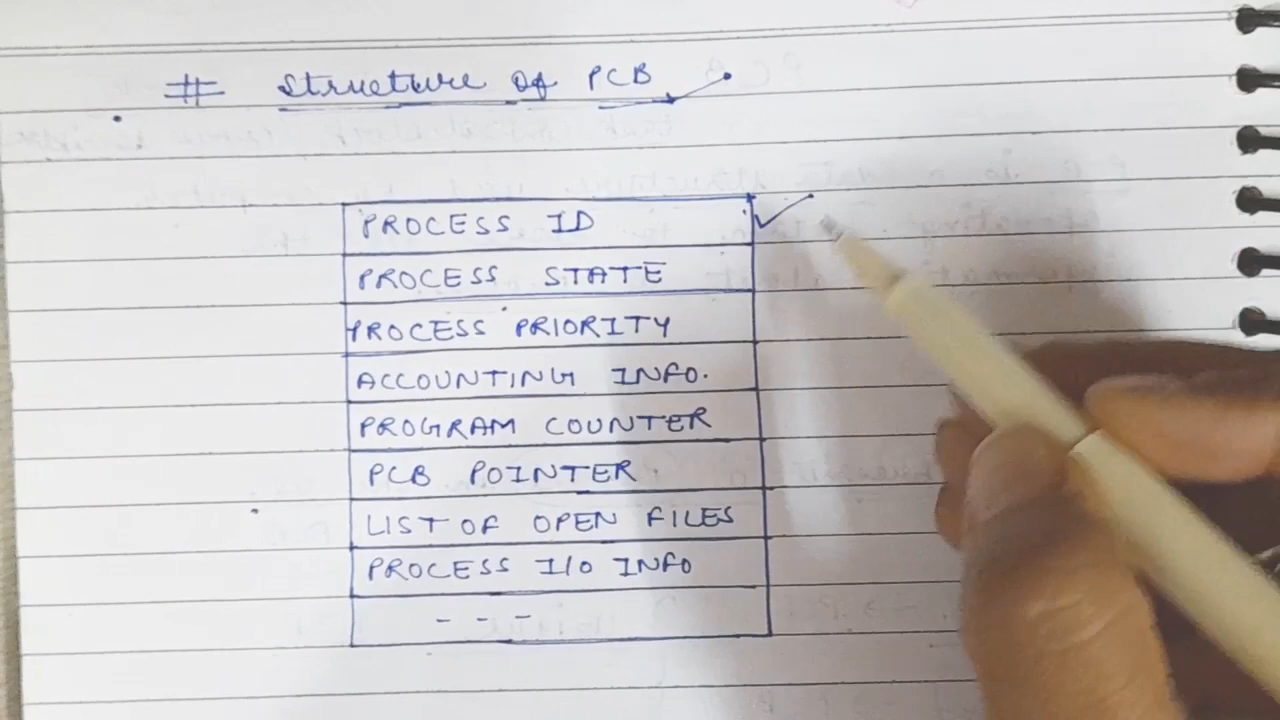 # Structure of PCB
PROCESS ID
PROCESS STATE
PROCESS PRIORITY
ACCOUNTING INFO.
PROGRAM COUNTER
PCB POINTER
LIST OF OPEN FILES
PROCESS I/O INFO
- - -